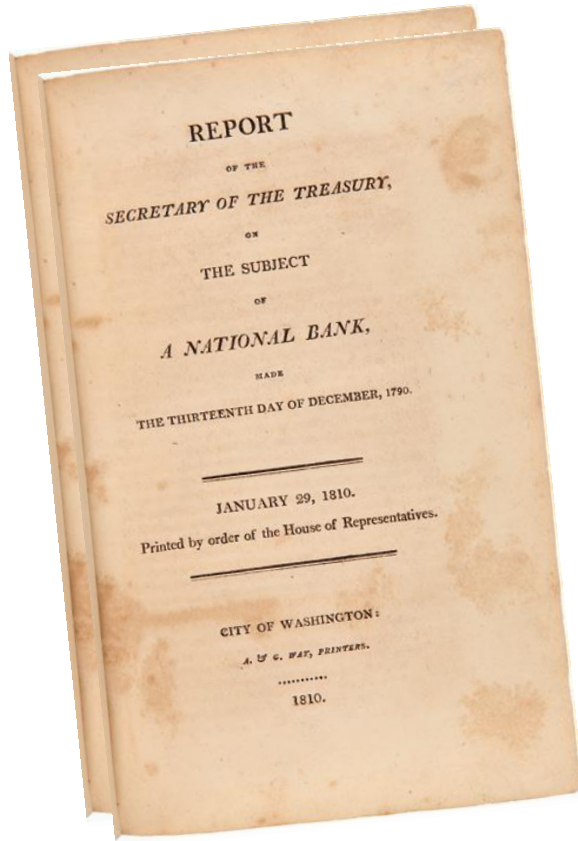 REPORT
OF THE
SECRETARY OF THE TREASURY,
ON
THE SUBJECT
OF
A NATIONAL BANK,
MADE
THE THIRTEENTH DAY OF DECEMBER, 1790.
JANUARY 29, 1810.
Printed by order of the House of Representatives.
CITY OF WASHINGTON:
A. & G. WAY, PRINTERS.
...........
1810.